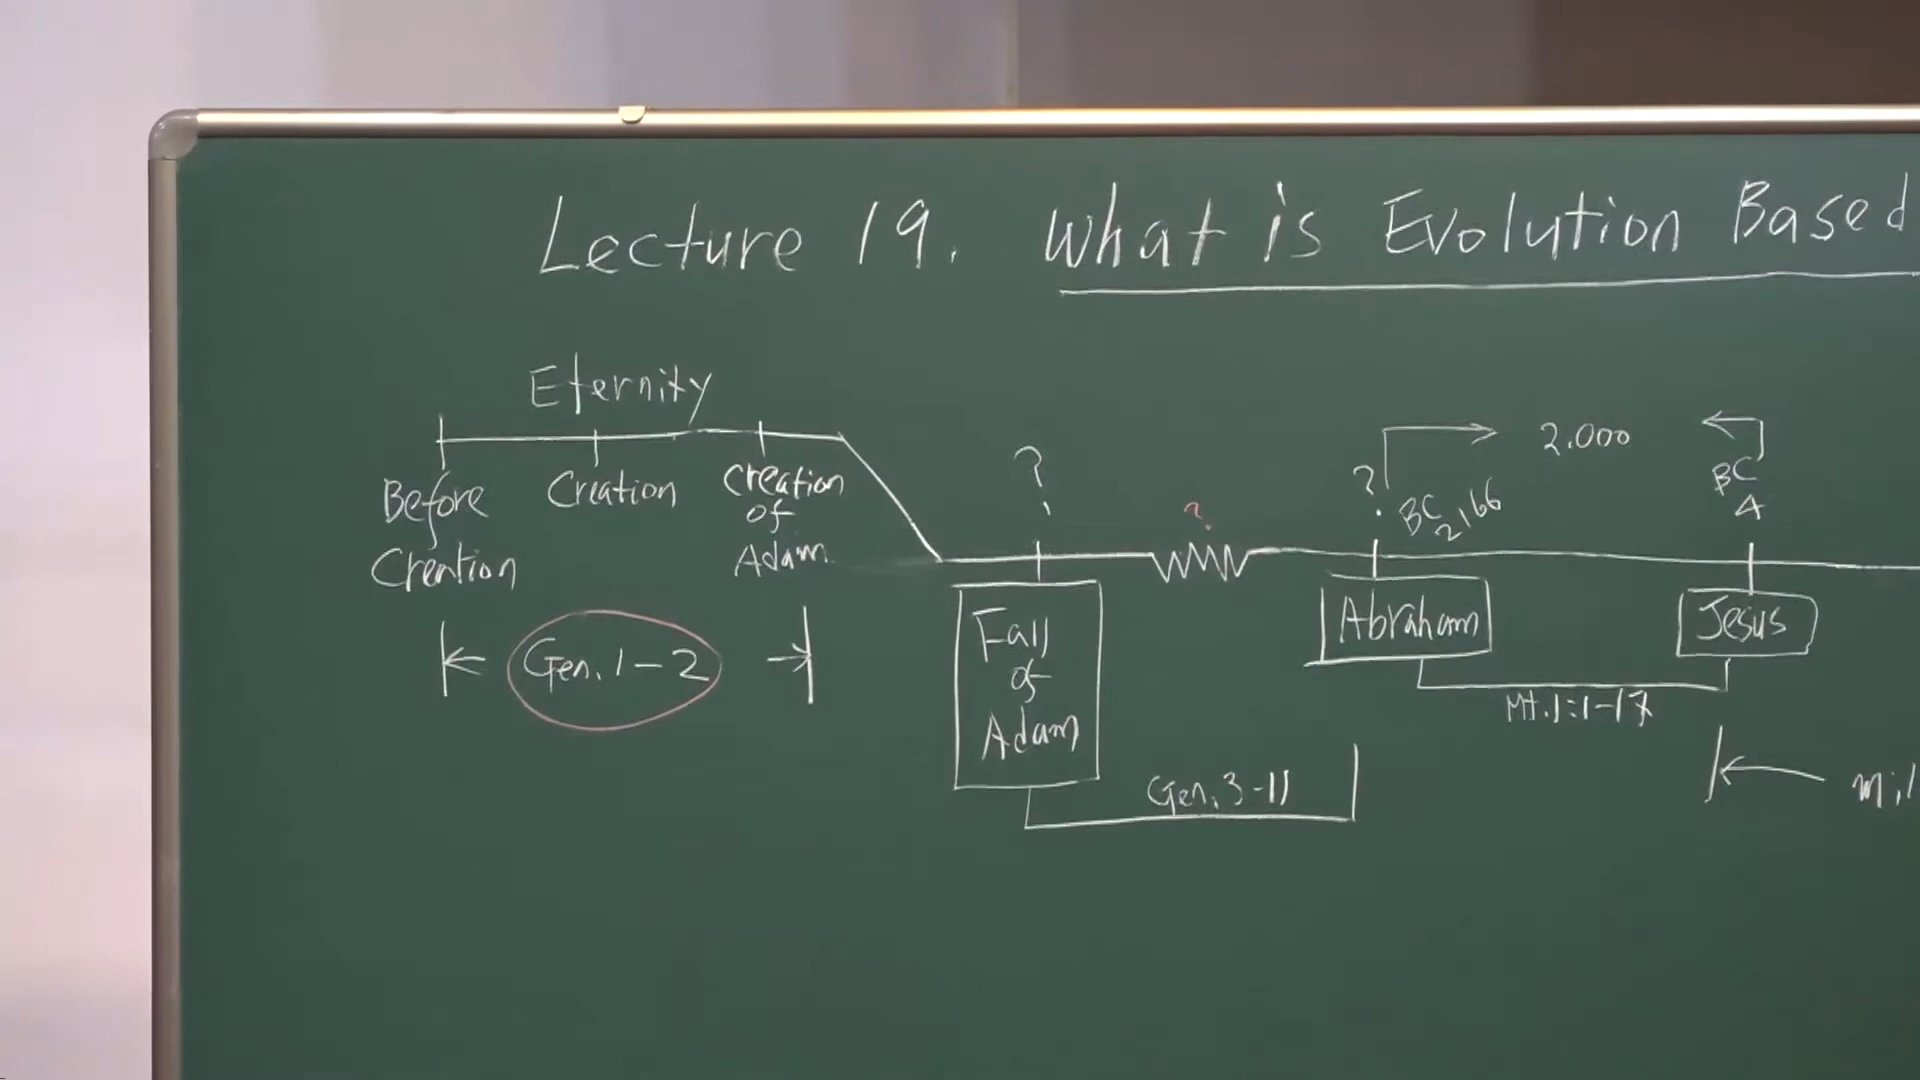 Lecture 19. What is Evolution Based
Eternity
Before
Creation
Creation
Creation
of
Adam
Gen. 1-2
?
Fall
of
Adam
?
Gen. 3-11
?
BC
2166
2.000
BC
4
Abraham
Jesus
Mt. 1:1-17